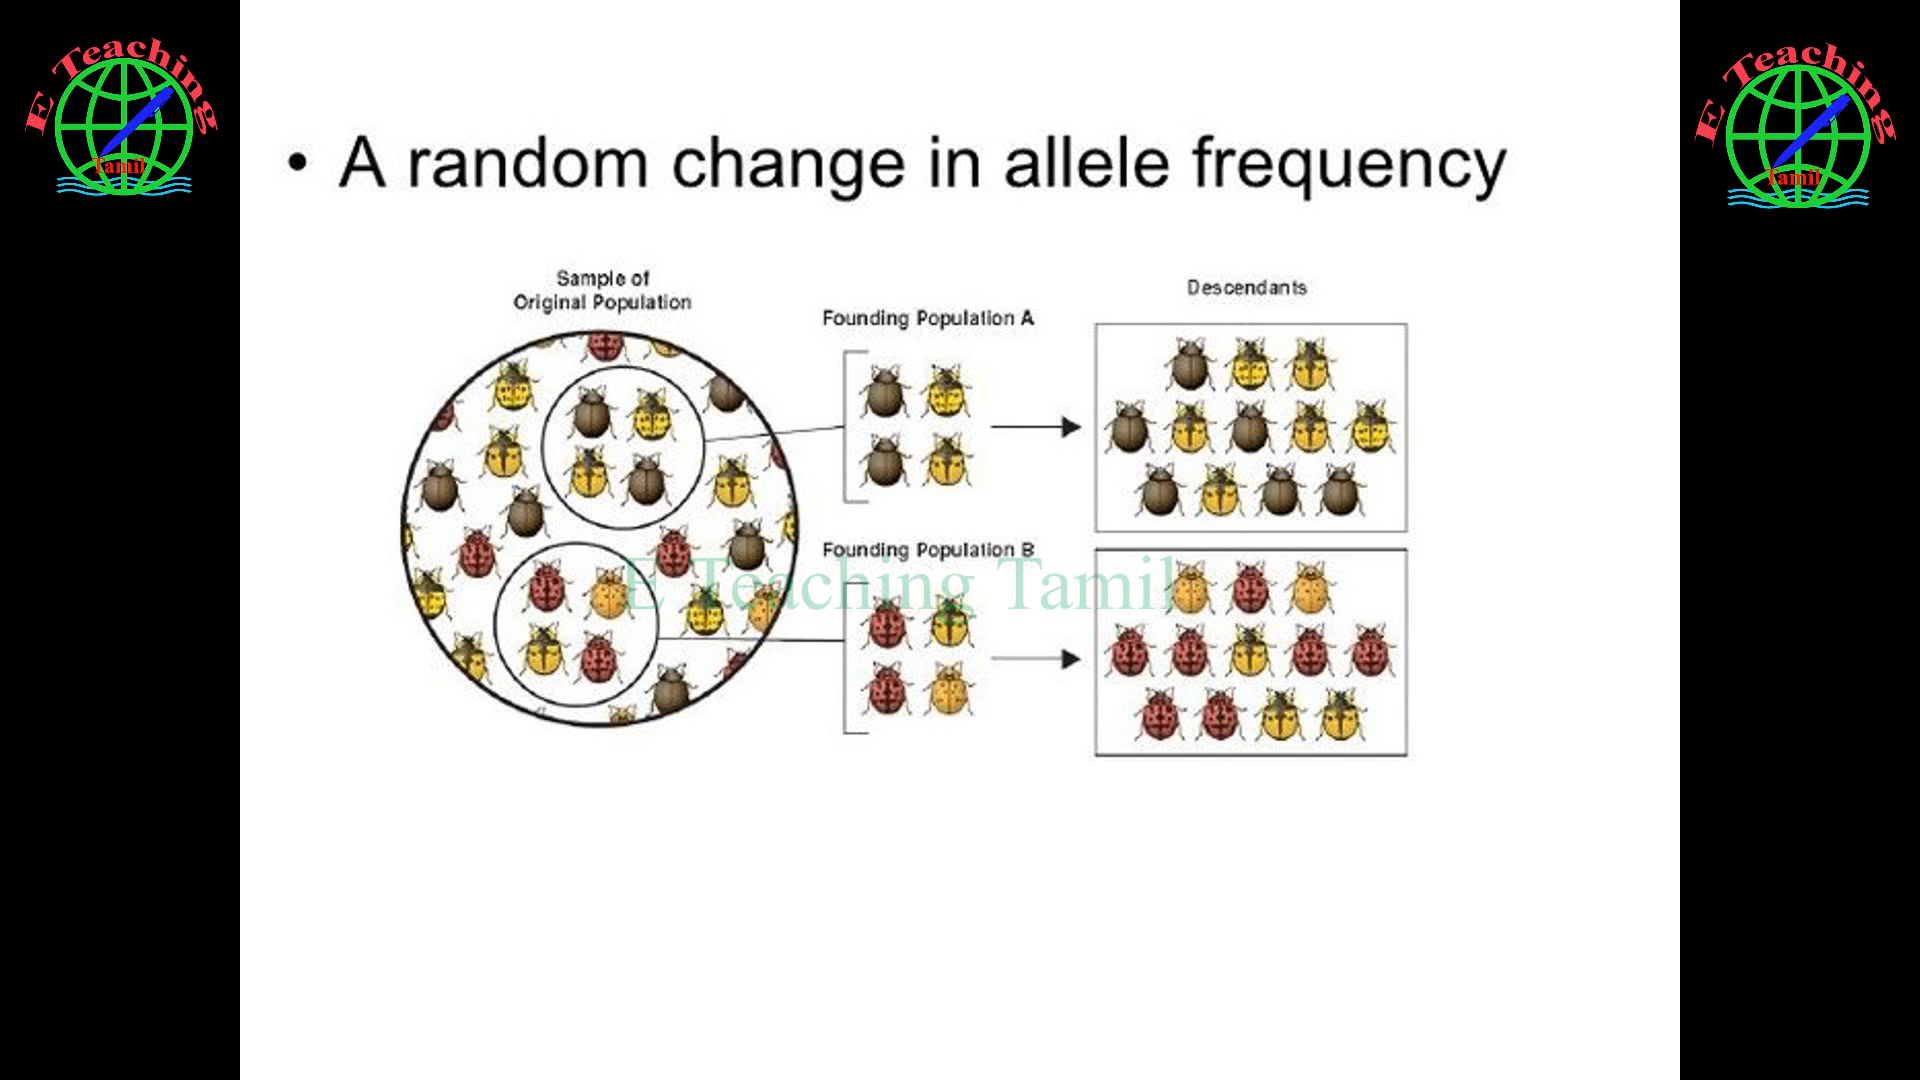 E Teaching
Tamil
E Teaching
Tamil
• A random change in allele frequency
Sample of
Original Population
Founding Population A
Descendants
Founding Population B
E Teaching Tamil